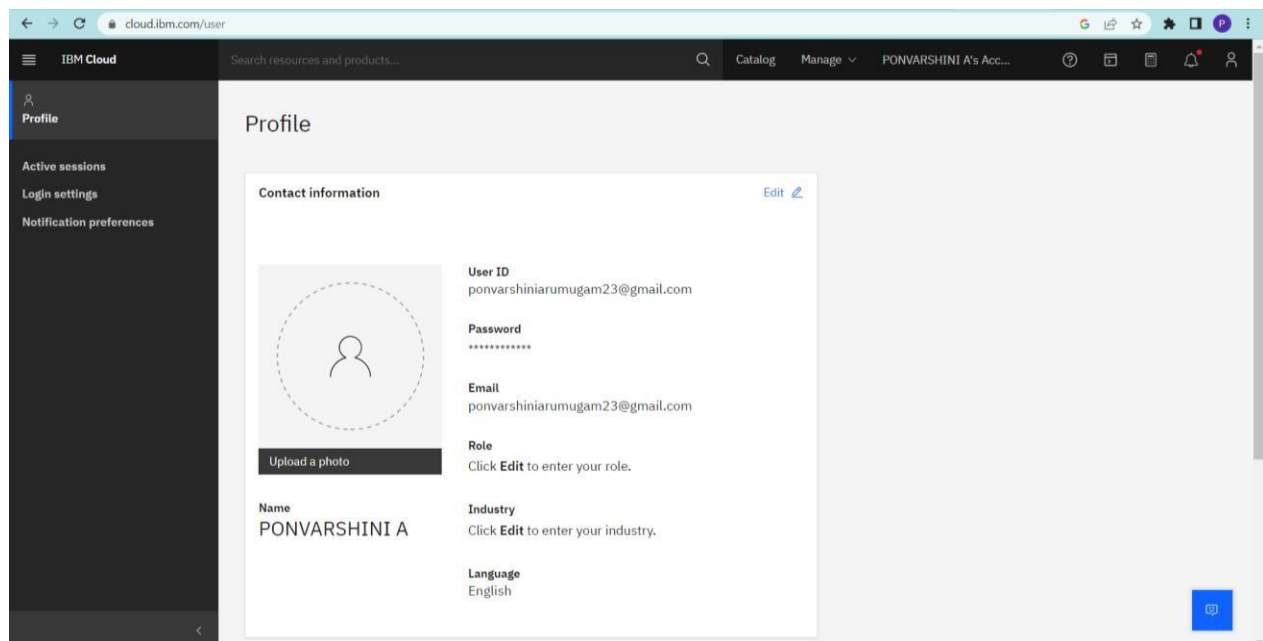 cloud.ibm.com/user
P
IBM Cloud
Search resources and products...
Catalog
Manage
PONVARSHINI A's Acc...
Profile
Active sessions
Login settings
Notification preferences
Profile
Contact information
Edit
User ID
ponvarshiniarumugam23@gmail.com
Password
************
Email
ponvarshiniarumugam23@gmail.com
Role
Click Edit to enter your role.
Upload a photo
Name
PONVARSHINI A
Industry
Click Edit to enter your industry.
Language
English